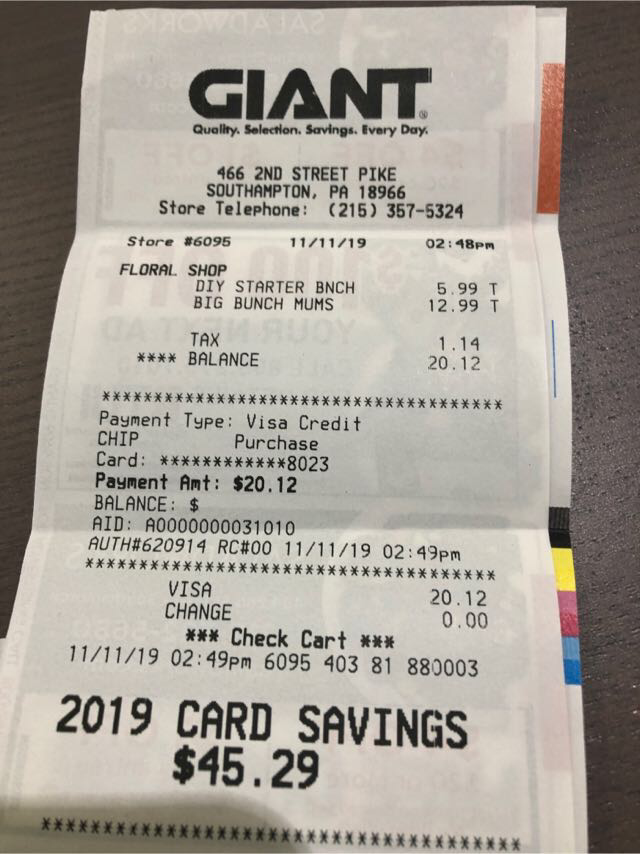 GIANT
Quality. Selection. Savings. Every Day.
466 2ND STREET PIKE
SOUTHAMPTON, PA 18966
Store Telephone: (215) 357-5324
Store #6095 11/11/19 02:48pm
FLORAL SHOP
DIY STARTER BNCH 5.99 T
BIG BUNCH MUMS 12.99 T
TAX 1.14
**** BALANCE 20.12
****************************************
Payment Type: Visa Credit
CHIP Purchase
Card: ************8023
Payment Amt: $20.12
BALANCE: $
AID: A0000000031010
AUTH#620914 RC#00 11/11/19 02:49pm
****************************************
VISA 20.12
CHANGE 0.00
*** Check Cart ***
11/11/19 02:49pm 6095 403 81 880003
2019 CARD SAVINGS
$45.29
****************************************